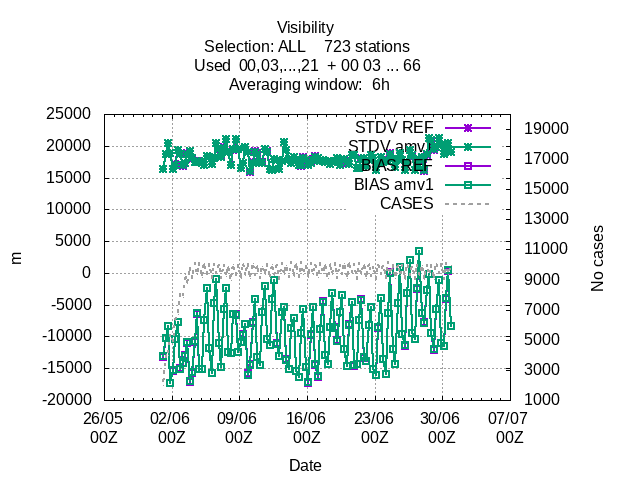 Visibility
Selection: ALL    723 stations
Used  00,03,...,21  + 00 03 ... 66
Averaging window:  6h
25000
20000
15000
10000
5000
0
-5000
-10000
-15000
-20000
m
STDV REF
STDV amv1
BIAS REF
BIAS amv1
CASES
19000
17000
15000
13000
11000
9000
7000
5000
3000
1000
No cases
26/05 02/06 09/06 16/06 23/06 30/06 07/07
00Z 00Z 00Z 00Z 00Z 00Z 00Z
Date